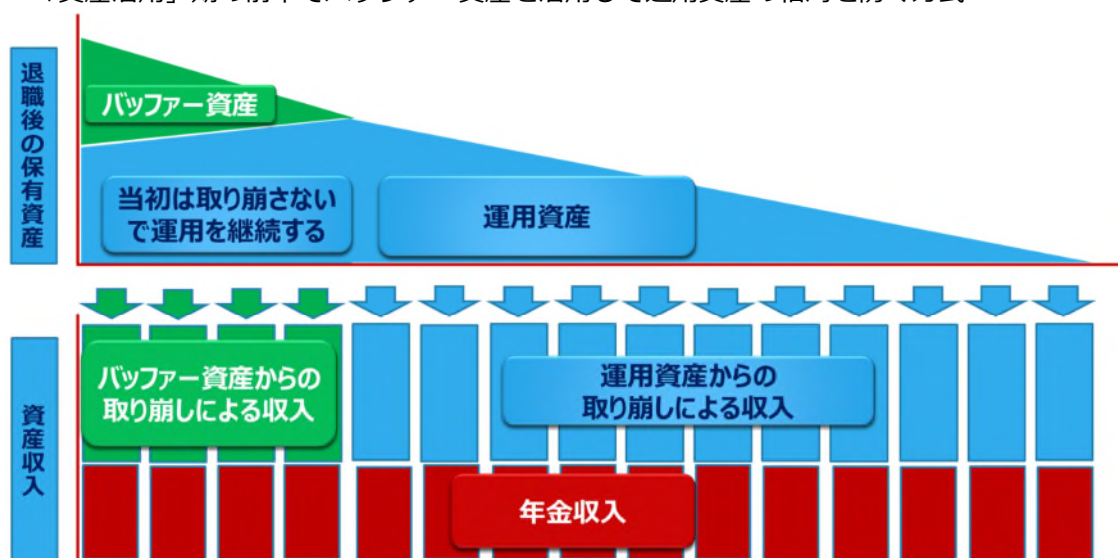 退職後の保有資産
バッファー資産
当初は取り崩さない
で運用を継続する
運用資産
資産収入
バッファー資産からの
取り崩しによる収入
運用資産からの
取り崩しによる収入
年金収入